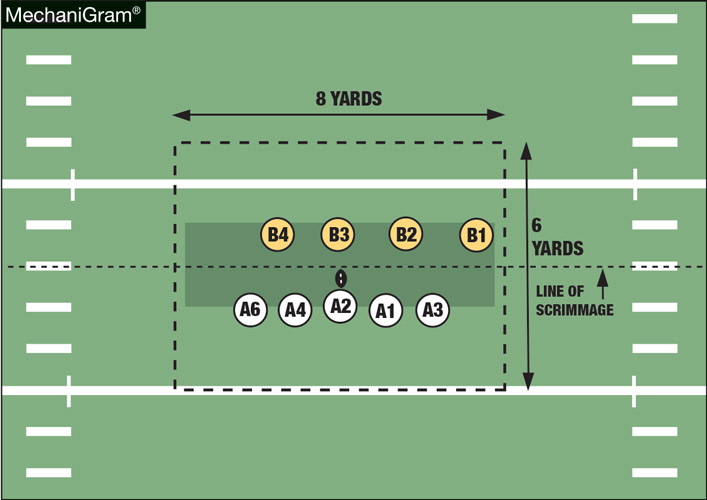 MechaniGram®
8 YARDS
B4 B3 B2 B1
6
YARDS
LINE OF
SCRIMMAGE
A6 A4 A2 A1 A3